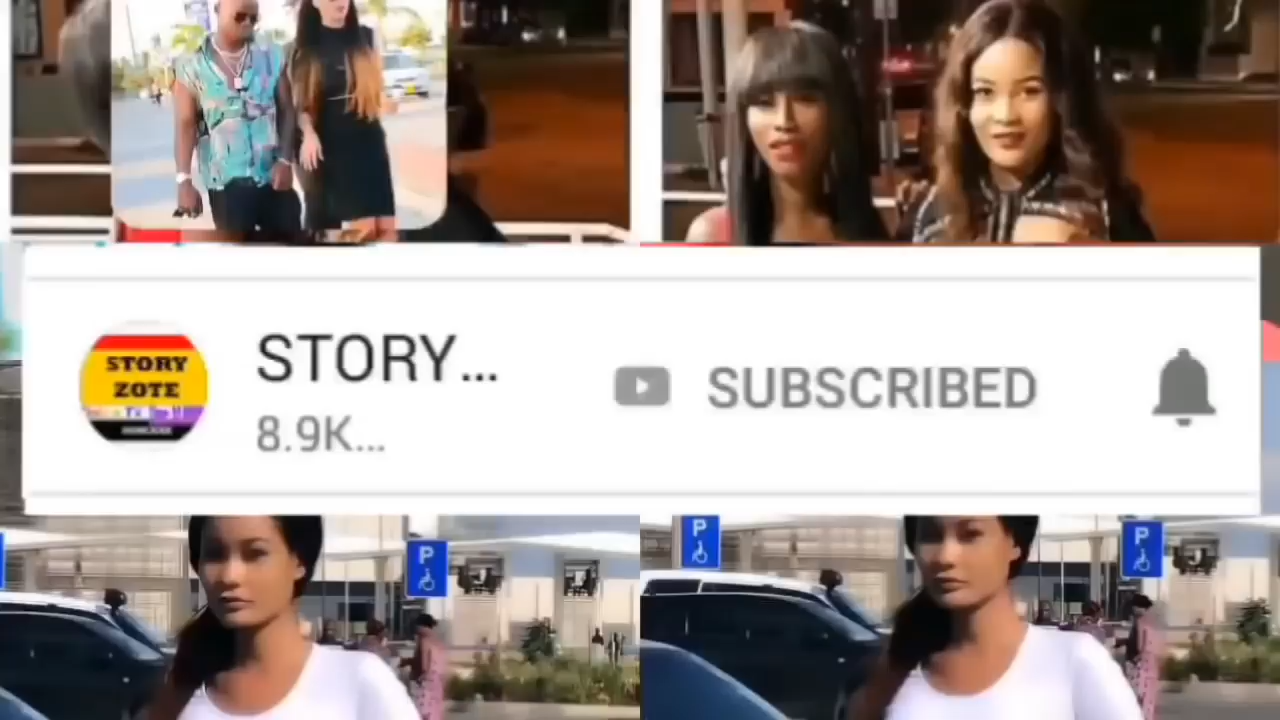 STORY
ZOTE
STORY...
8.9K...
SUBSCRIBED
P
P
P